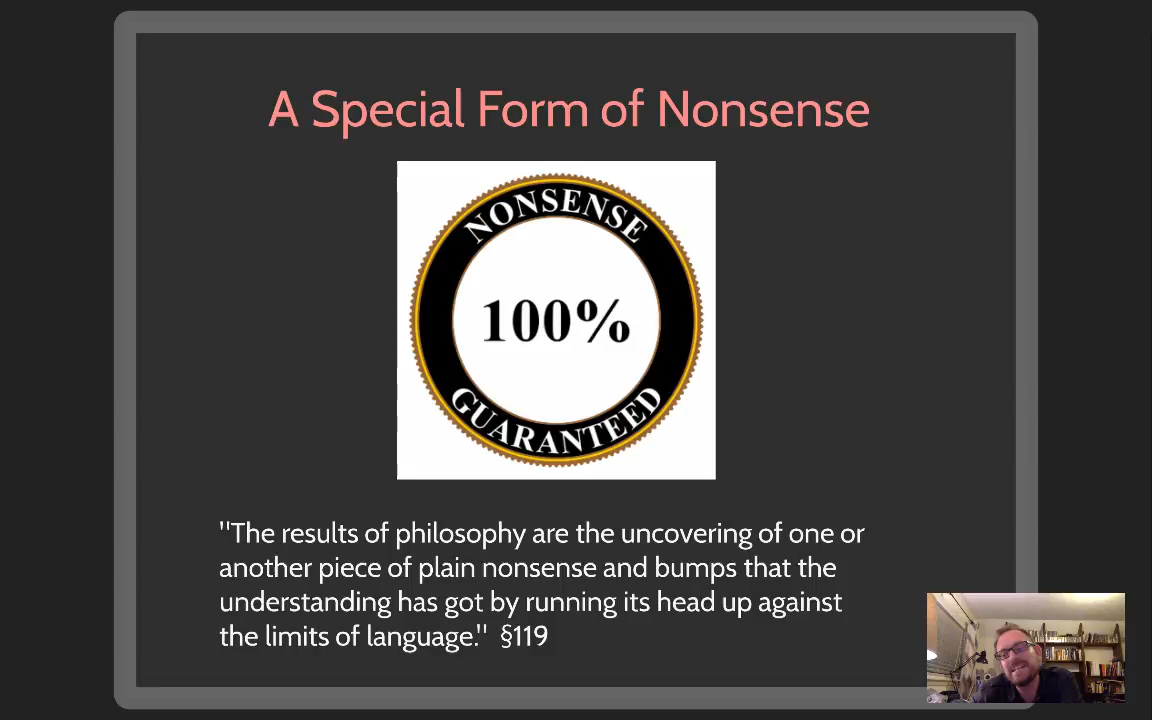 A Special Form of Nonsense
NONSENSE
100%
GUARANTEED
"The results of philosophy are the uncovering of one or
another piece of plain nonsense and bumps that the
understanding has got by running its head up against
the limits of language." §119